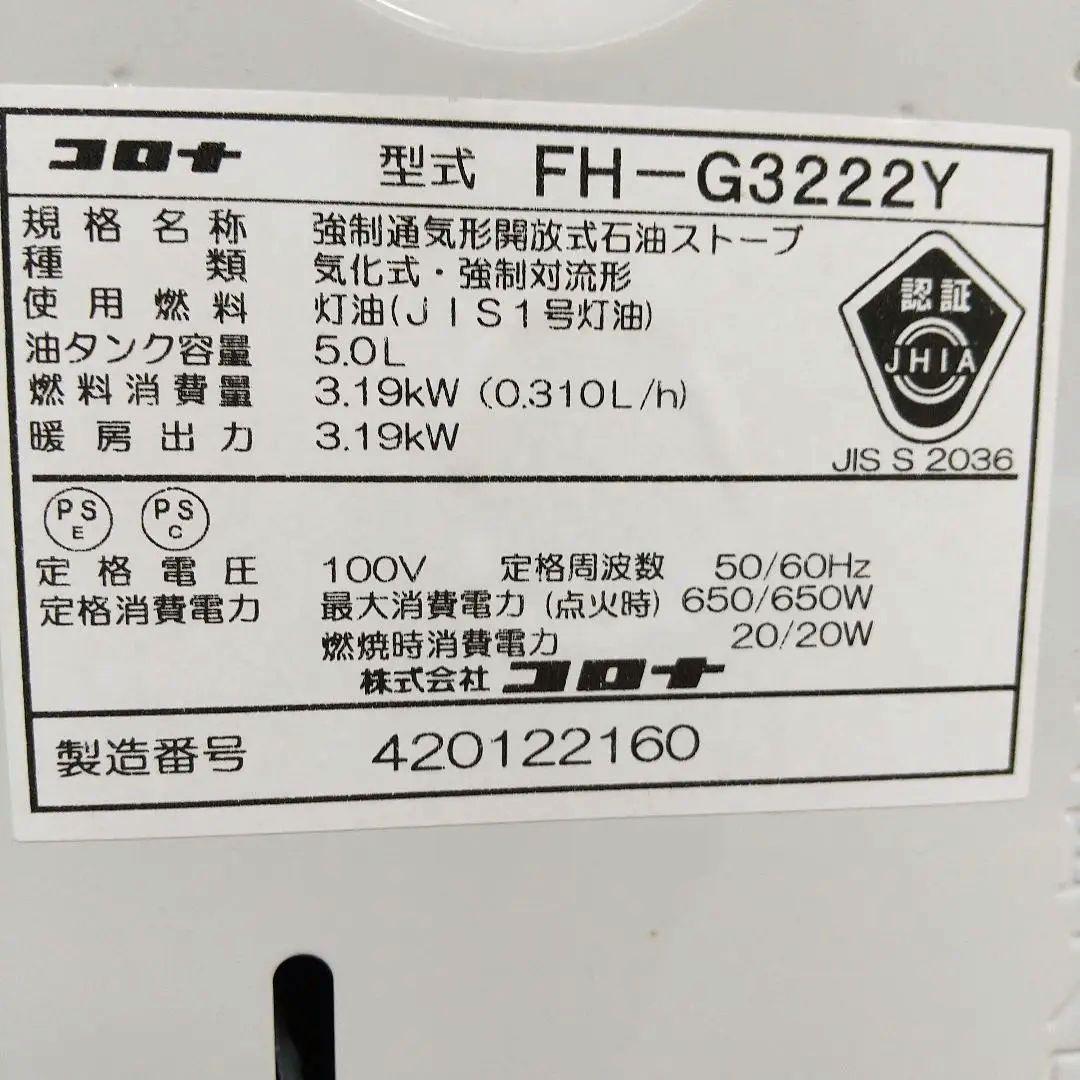 コロナ 型式 FH-G3222Y
規格名称 強制通気形開放式石油ストーブ
種類 気化式・強制対流形
使用燃料 灯油(JIS1号灯油)
油タンク容量 5.0L
燃料消費量 3.19kW (0.310L/h)
暖房出力 3.19kW
認証
JHIA
JIS S 2036
PS E PS C
定格電圧 100V 定格周波数 50/60Hz
定格消費電力 最大消費電力 (点火時) 650/650W
燃焼時消費電力 20/20W
株式会社 コロナ
製造番号 420122160